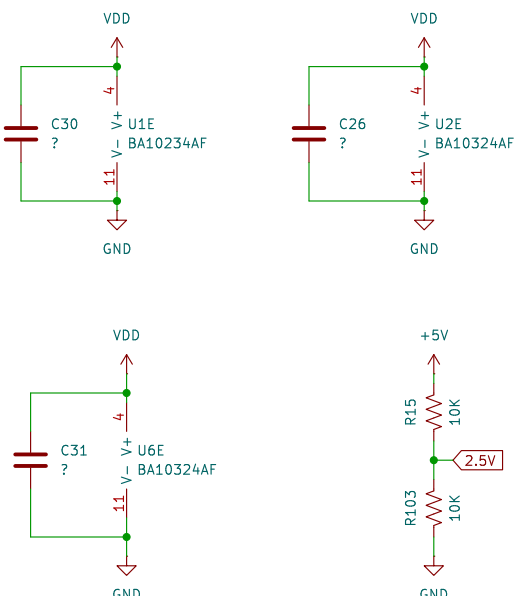 VDD
4
C30
?
V+
V-
U1E
BA10234AF
11
GND
VDD
4
C26
?
V+
V-
U2E
BA10324AF
11
GND
VDD
4
C31
?
V+
V-
U6E
BA10324AF
11
GND
+5V
R15
10K
2.5V
R103
10K
GND